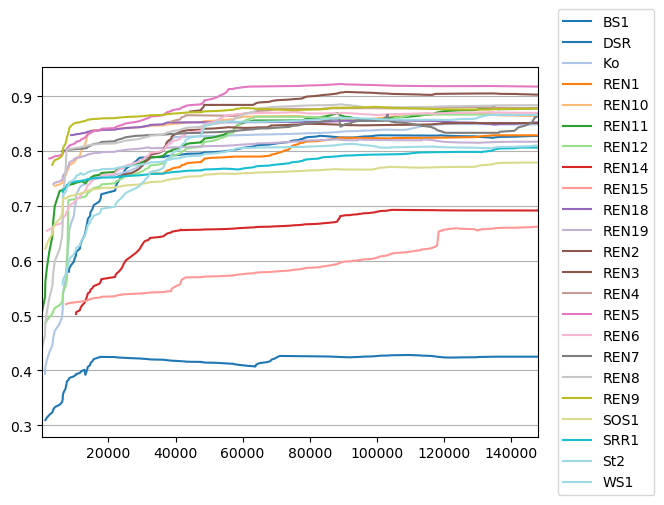 0.9
0.8
0.7
0.6
0.5
0.4
0.3
20000 40000 60000 80000 100000 120000 140000
BS1
DSR
Ko
REN1
REN10
REN11
REN12
REN14
REN15
REN18
REN19
REN2
REN3
REN4
REN5
REN6
REN7
REN8
REN9
SOS1
SRR1
St2
WS1